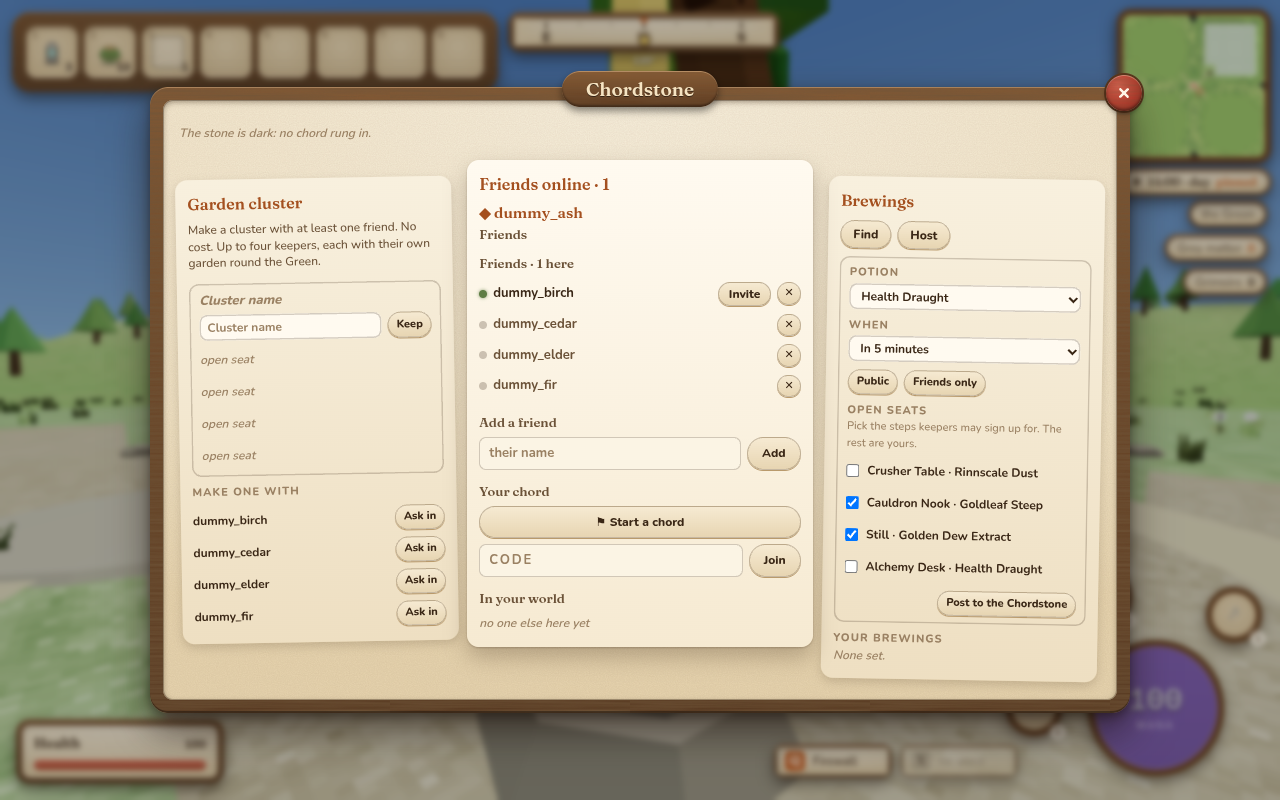 Chordstone
×
The stone is dark: no chord rung in.
Garden cluster
Make a cluster with at least one friend. No
cost. Up to four keepers, each with their own
garden round the Green.
Cluster name
Cluster name
Keep
open seat
open seat
open seat
open seat
MAKE ONE WITH
dummy_birch Ask in
dummy_cedar Ask in
dummy_elder Ask in
dummy_fir Ask in
Friends online · 1
◆ dummy_ash
Friends
Friends · 1 here
dummy_birch Invite ×
dummy_cedar ×
dummy_elder ×
dummy_fir ×
Add a friend
their name Add
Your chord
⚑ Start a chord
CODE Join
In your world
no one else here yet
Brewings
Find Host
POTION
Health Draught
WHEN
In 5 minutes
Public Friends only
OPEN SEATS
Pick the steps keepers may sign up for. The
rest are yours.
Crusher Table · Rinnscale Dust
Cauldron Nook · Goldleaf Steep
Still · Golden Dew Extract
Alchemy Desk · Health Draught
Post to the Chordstone
YOUR BREWINGS
None set.
Health 100
100